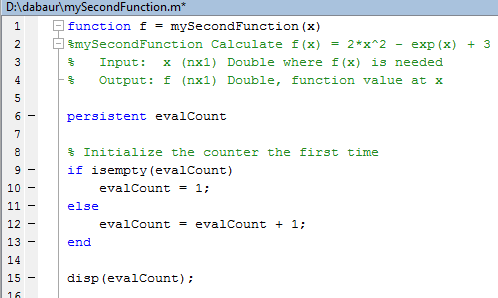 D:\dabaur\mySecondFunction.m*
1 function f = mySecondFunction(x)
2 %mySecondFunction Calculate f(x) = 2*x^2 - exp(x) + 3
3 %   Input:  x (nx1) Double where f(x) is needed
4 %   Output: f (nx1) Double, function value at x
5
6 - persistent evalCount
7
8 % Initialize the counter the first time
9 - if isempty(evalCount)
10 -     evalCount = 1;
11 - else
12 -     evalCount = evalCount + 1;
13 - end
14
15 - disp(evalCount);
16